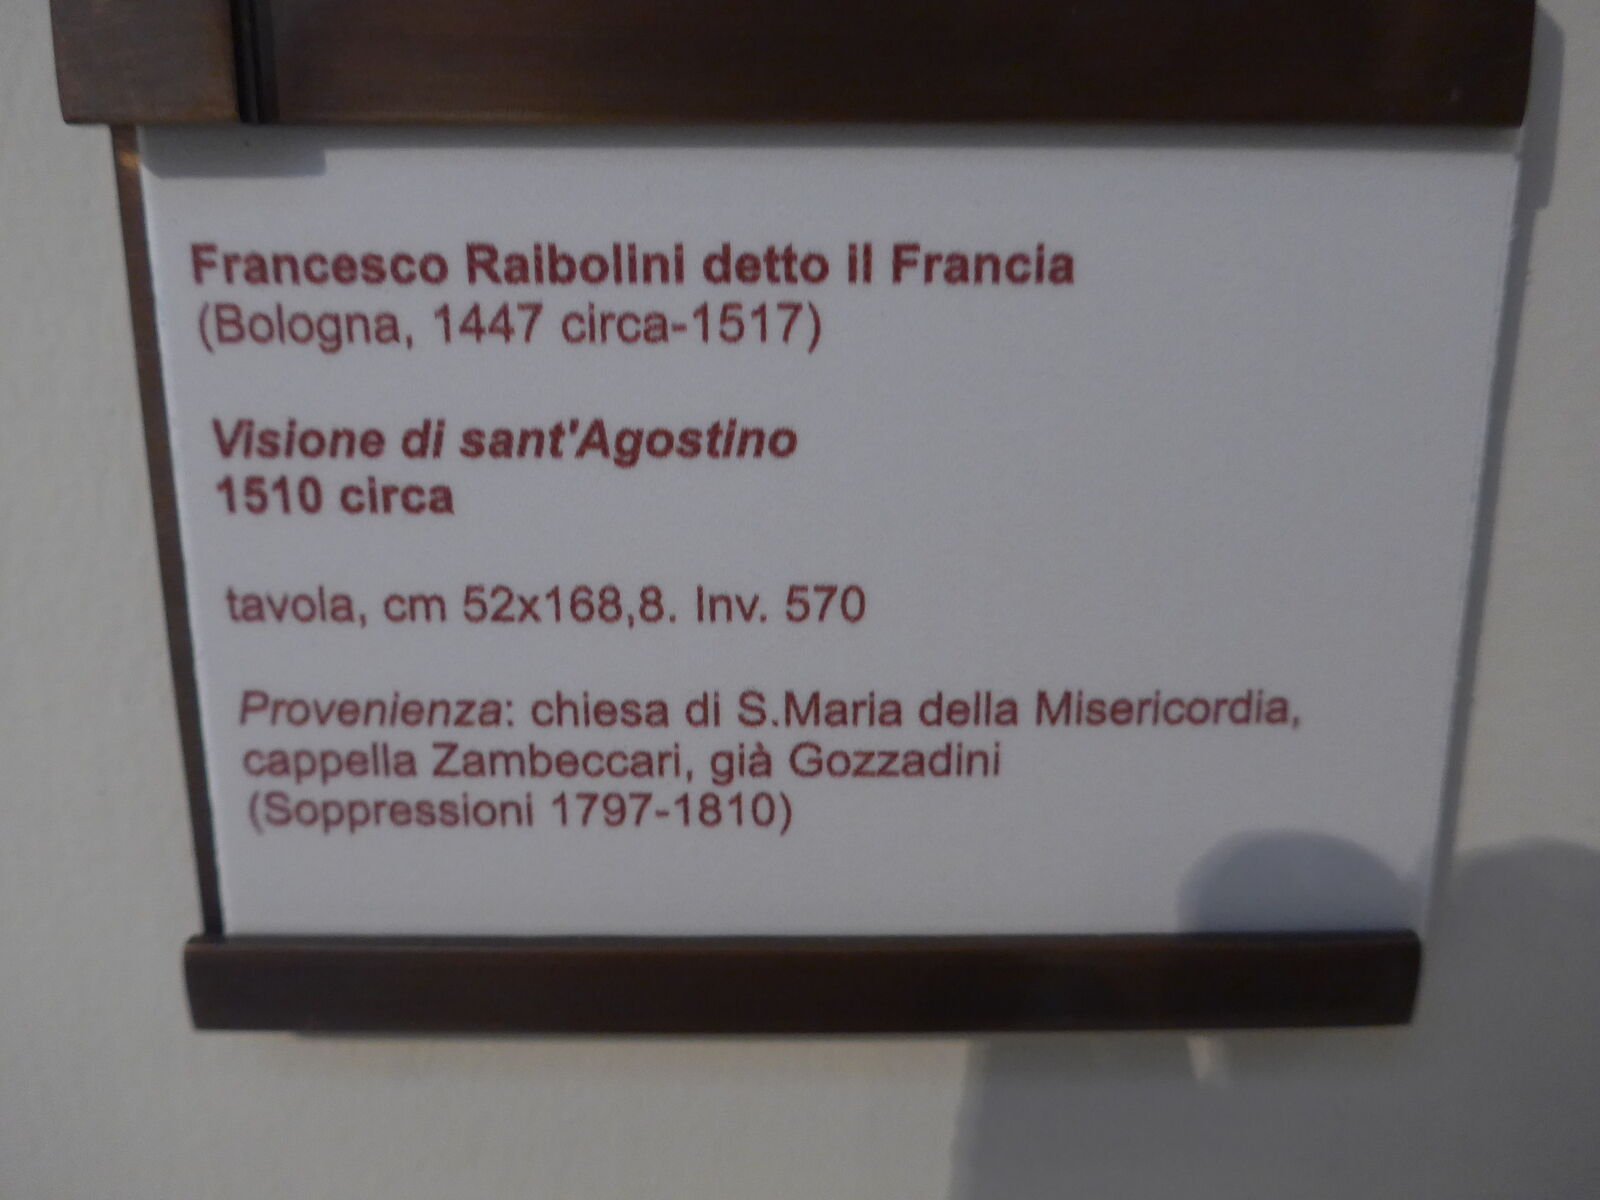 Francesco Raibolini detto il Francia
(Bologna, 1447 circa-1517)
Visione di sant'Agostino
1510 circa
tavola, cm 52x168,8. Inv. 570
Provenienza: chiesa di S.Maria della Misericordia,
cappella Zambeccari, già Gozzadini
(Soppressioni 1797-1810)